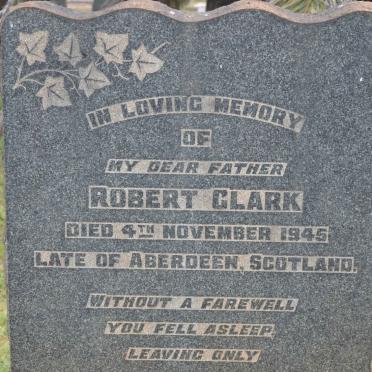 IN LOVING MEMORY
OF
MY DEAR FATHER
ROBERT CLARK
DIED 4TH NOVEMBER 1945
LATE OF ABERDEEN, SCOTLAND.
WITHOUT A FAREWELL
YOU FELL ASLEEP,
LEAVING ONLY